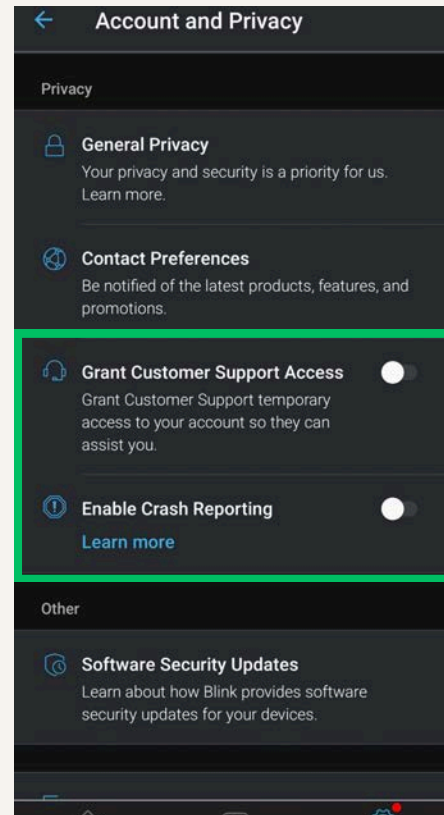 Account and Privacy
Privacy
General Privacy
Your privacy and security is a priority for us.
Learn more.
Contact Preferences
Be notified of the latest products, features, and
promotions.
Grant Customer Support Access
Grant Customer Support temporary
access to your account so they can
assist you.
Enable Crash Reporting
Learn more
Other
Software Security Updates
Learn about how Blink provides software
security updates for your devices.